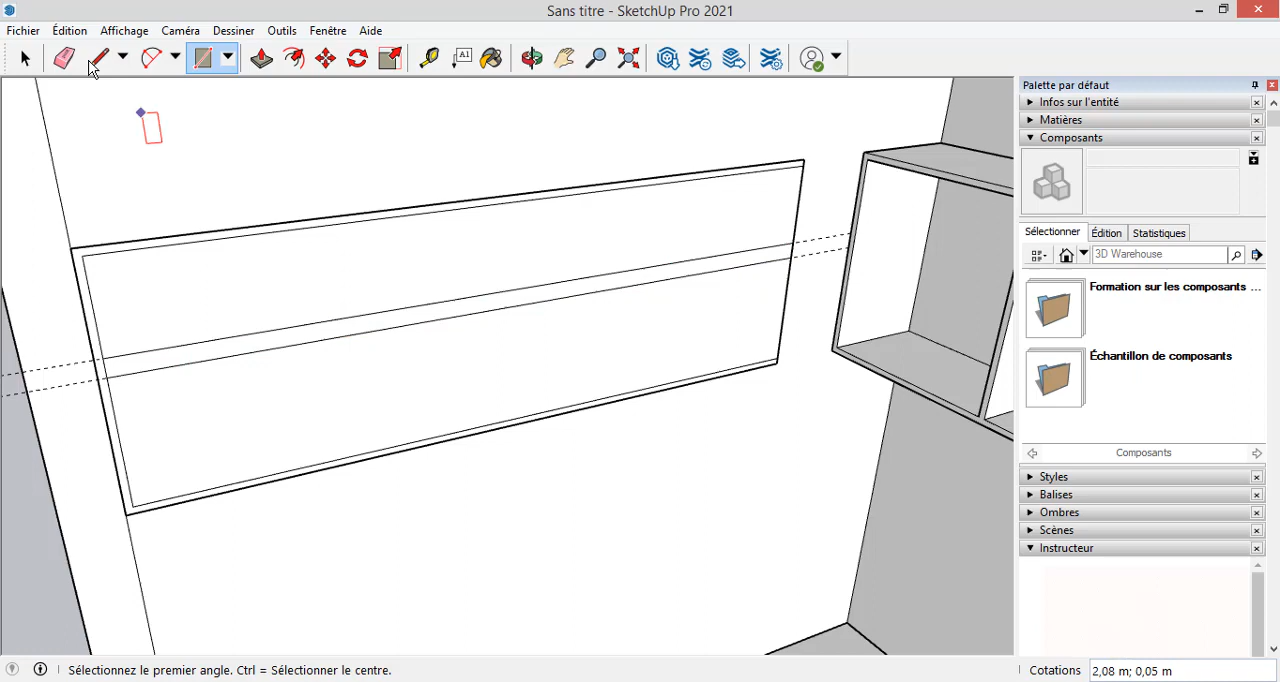 Sans titre - SketchUp Pro 2021
Fichier Édition Affichage Caméra Dessiner Outils Fenêtre Aide
A1
Palette par défaut
Infos sur l'entité
Matières
Composants
Sélectionner Édition Statistiques
3D Warehouse
Formation sur les composants ...
Échantillon de composants
Composants
Styles
Balises
Ombres
Scènes
Instructeur
Sélectionnez le premier angle. Ctrl = Sélectionner le centre.
Cotations 2,08 m; 0,05 m